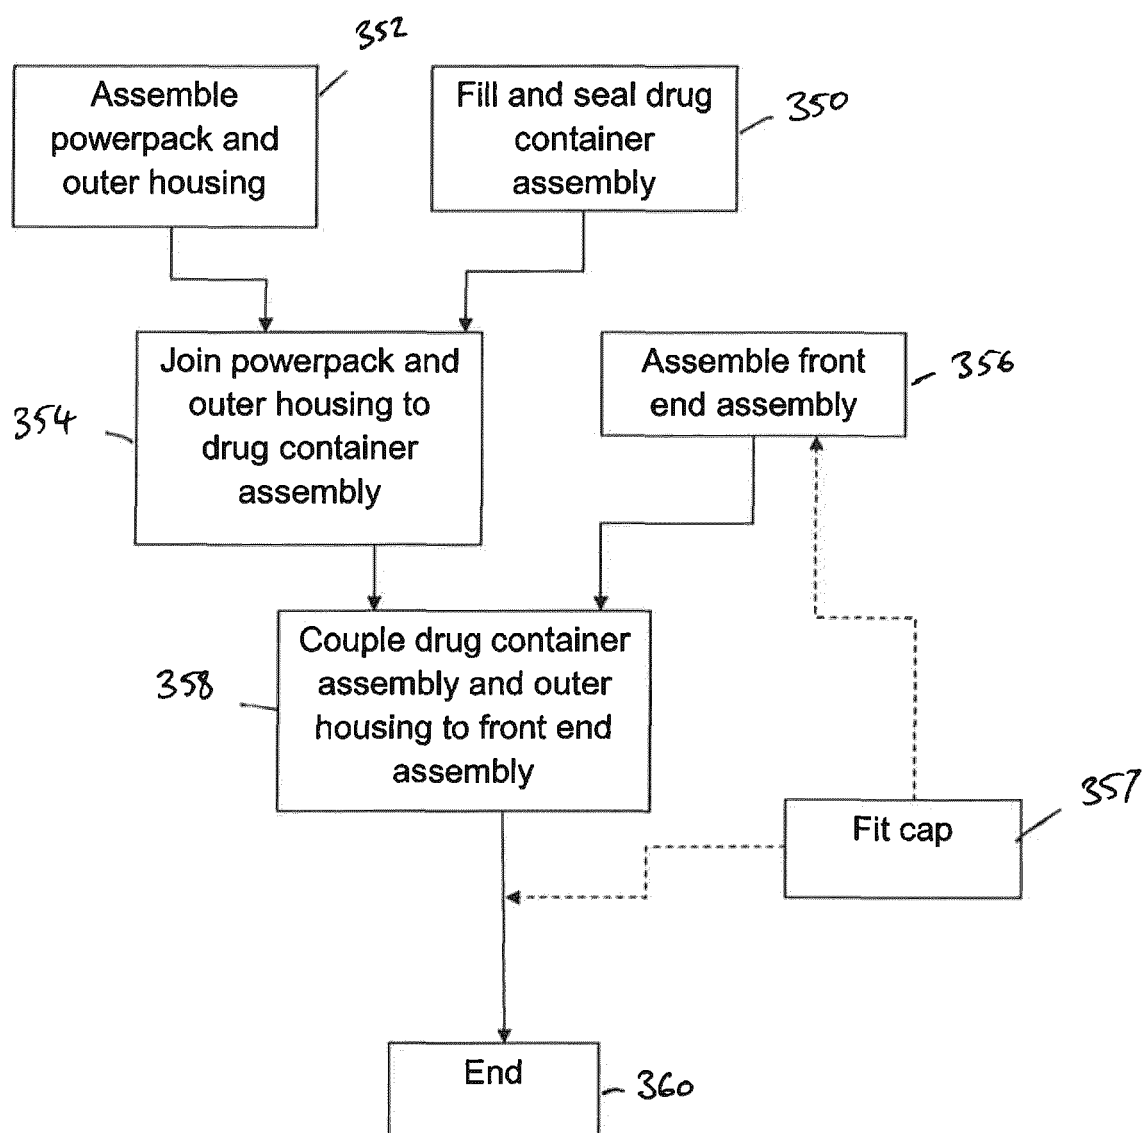 352
Assemble
powerpack and
outer housing
Fill and seal drug
container
assembly
350
Join powerpack and
outer housing to
drug container
assembly
354
Assemble front
end assembly
356
Couple drug container
assembly and outer
housing to front end
assembly
358
Fit cap
357
End
360